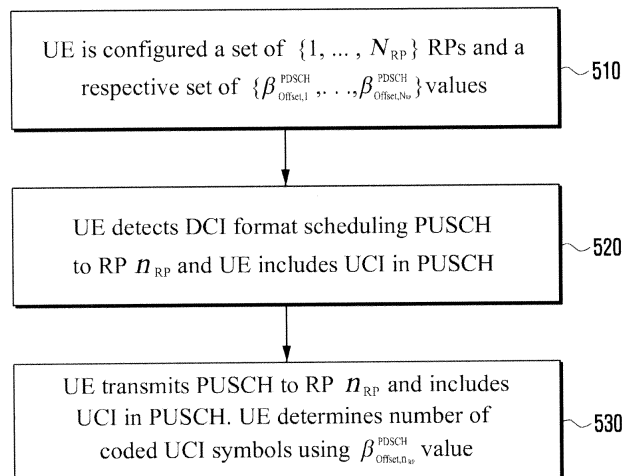 UE is configured a set of {1, ... , N_RP} RPs and a
respective set of {β^PDSCH_Offset,1, . . . ,β^PDSCH_Offset,N_RP} values
510
UE detects DCI format scheduling PUSCH
to RP n_RP and UE includes UCI in PUSCH
520
UE transmits PUSCH to RP n_RP and includes
UCI in PUSCH. UE determines number of
coded UCI symbols using β^PDSCH_Offset,n_RP value
530